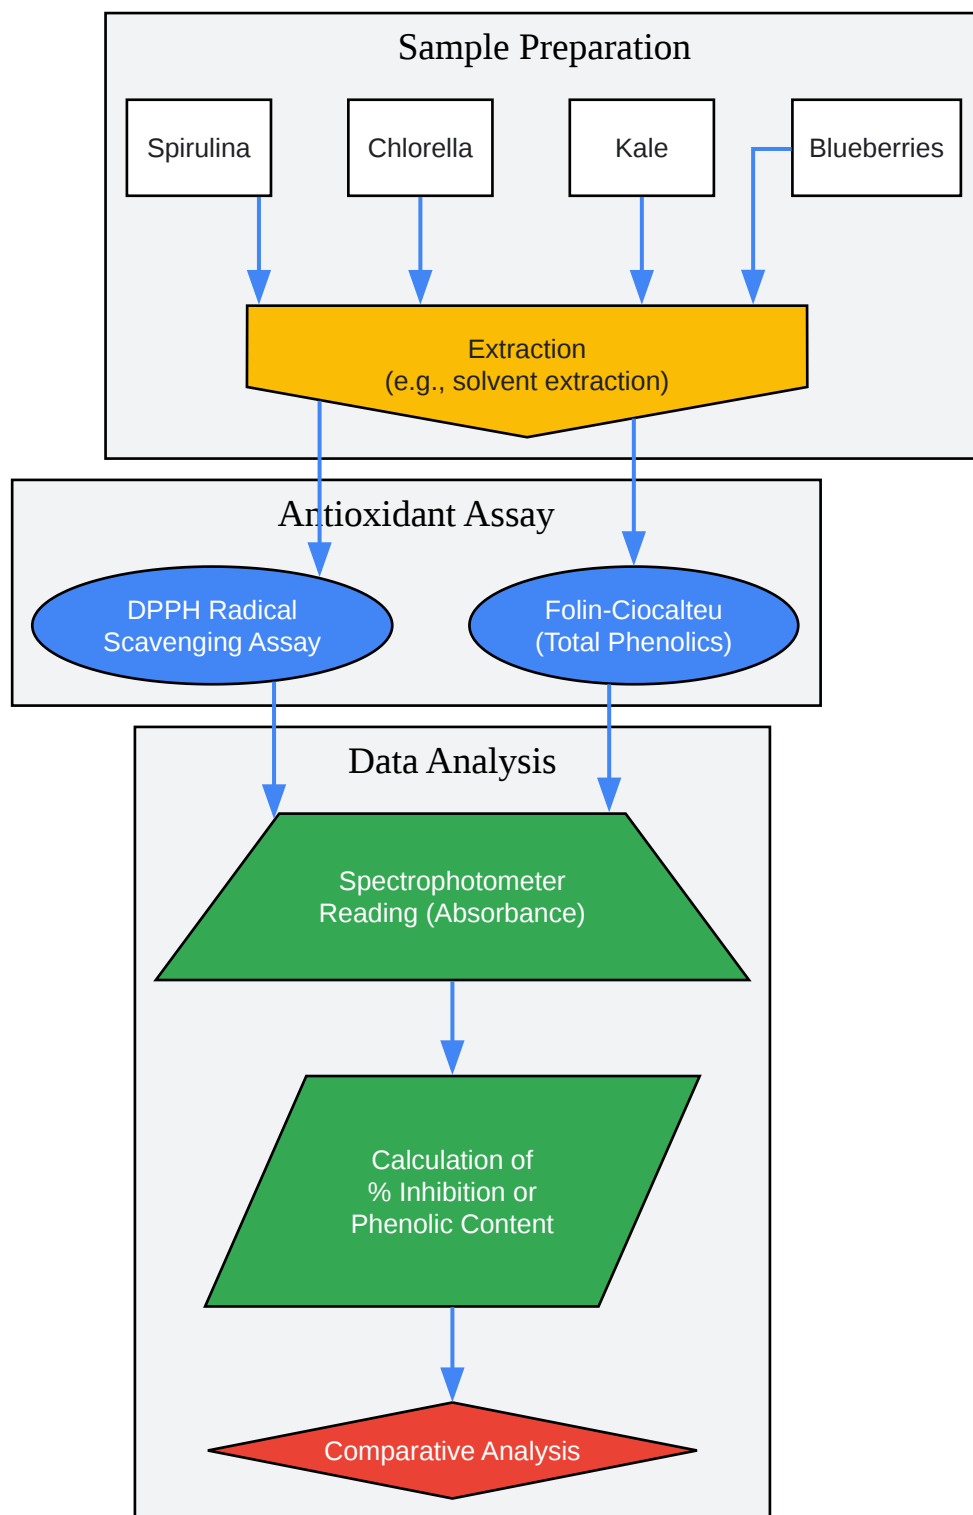 Sample Preparation
Spirulina
Chlorella
Kale
Blueberries
Extraction
(e.g., solvent extraction)
Antioxidant Assay
DPPH Radical
Scavenging Assay
Folin-Ciocalteu
(Total Phenolics)
Data Analysis
Spectrophotometer
Reading (Absorbance)
Calculation of
% Inhibition or
Phenolic Content
Comparative Analysis